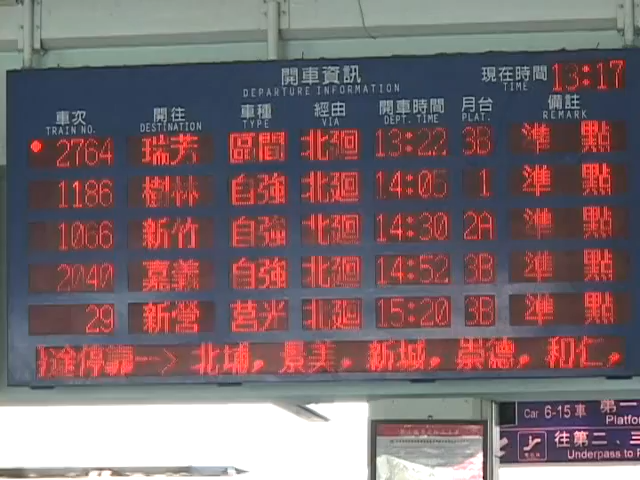 開車資訊
DEPARTURE INFORMATION
現在時間 13:17
TIME
車次 開往 車種 經由 開車時間 月台 備註
TRAIN NO. DESTINATION TYPE VIA DEPT. TIME PLAT. REMARK
2764 瑞芳 區間 北廻 13:22 3B 準點
1186 樹林 自強 北廻 14:05 1 準點
1066 新竹 自強 北廻 14:30 2A 準點
2040 嘉義 自強 北廻 14:52 3B 準點
29 新營 莒光 北廻 15:20 3B 準點
途停靠--> 北埔, 景美, 新城, 崇德, 和仁,
Car 6-15 車 第一
Platfo
往第二、三
Underpass to P